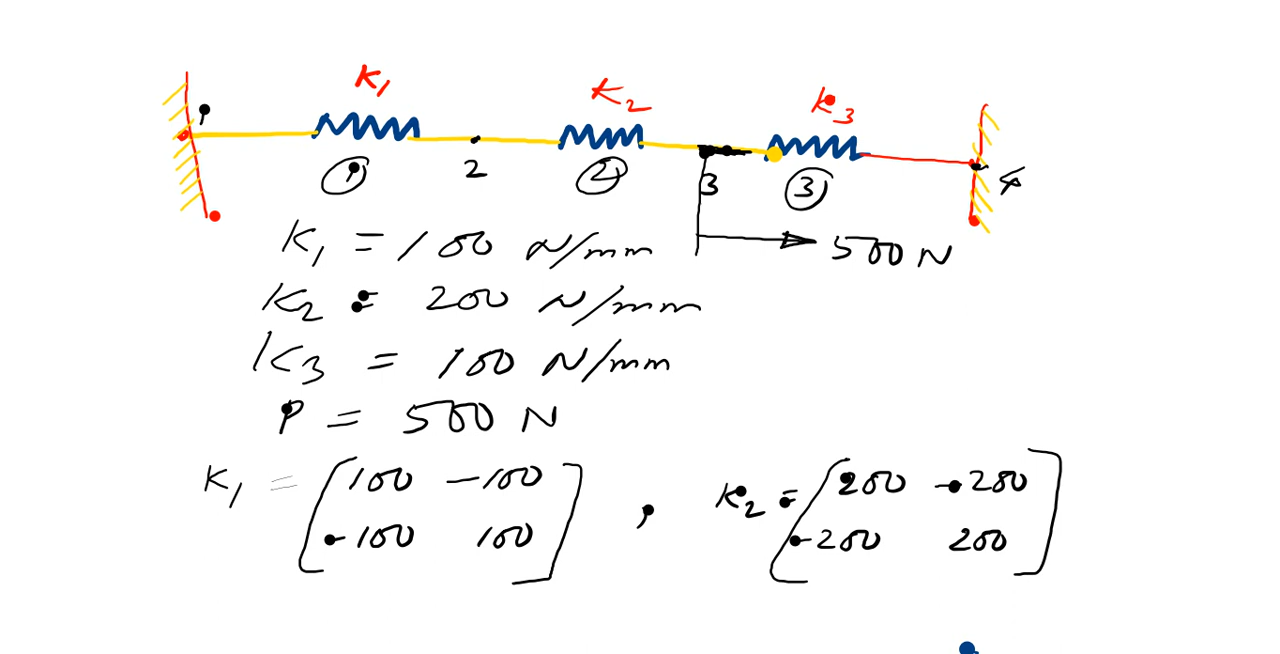 K1 K2 K3
1 ① 2 ② 3 ③ 4
K1 = 100 N/mm 500 N
K2 = 200 N/mm
K3 = 100 N/mm
P = 500 N
K1 = [100 -100 , K2 = [200 -200
-100 100] -200 200]